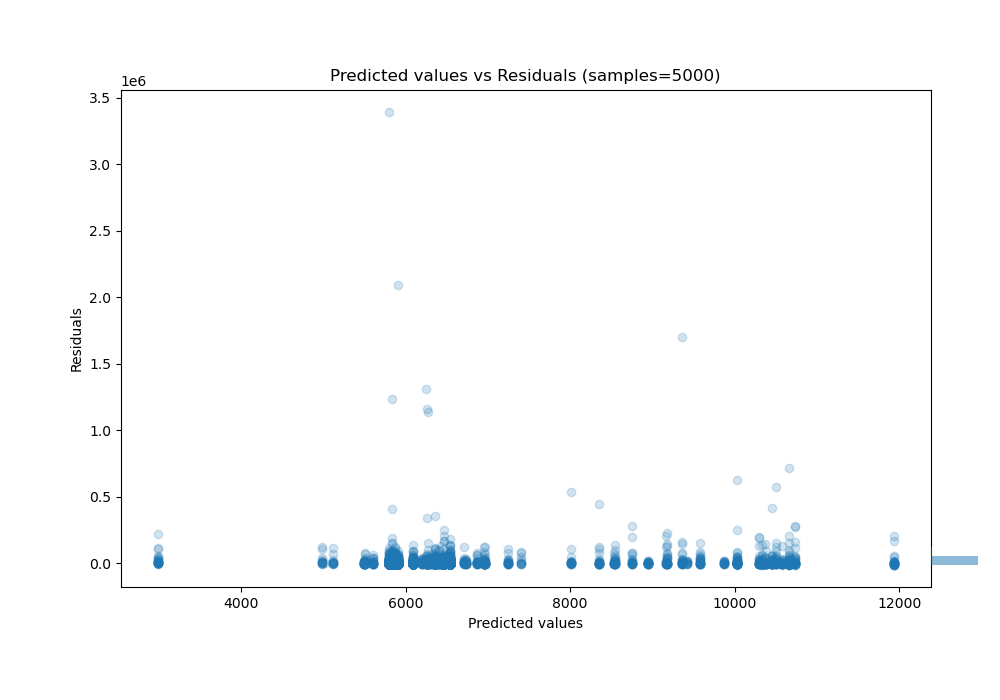 Predicted values vs Residuals (samples=5000)
1e6
3.5
3.0
2.5
2.0
1.5
1.0
0.5
0.0
Residuals
4000 6000 8000 10000 12000
Predicted values